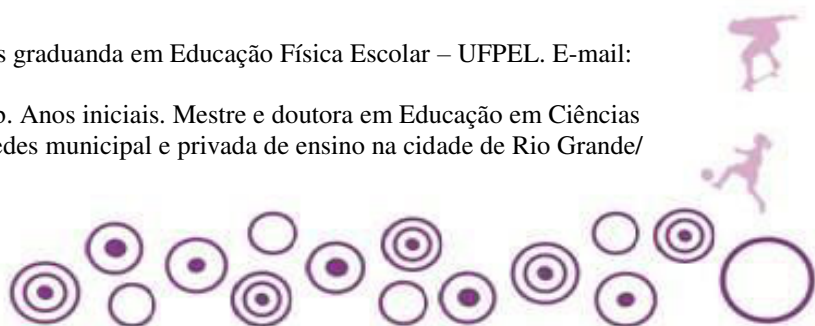 s graduanda em Educação Física Escolar – UFPEL. E-mail:
o. Anos iniciais. Mestre e doutora em Educação em Ciências
edes municipal e privada de ensino na cidade de Rio Grande/